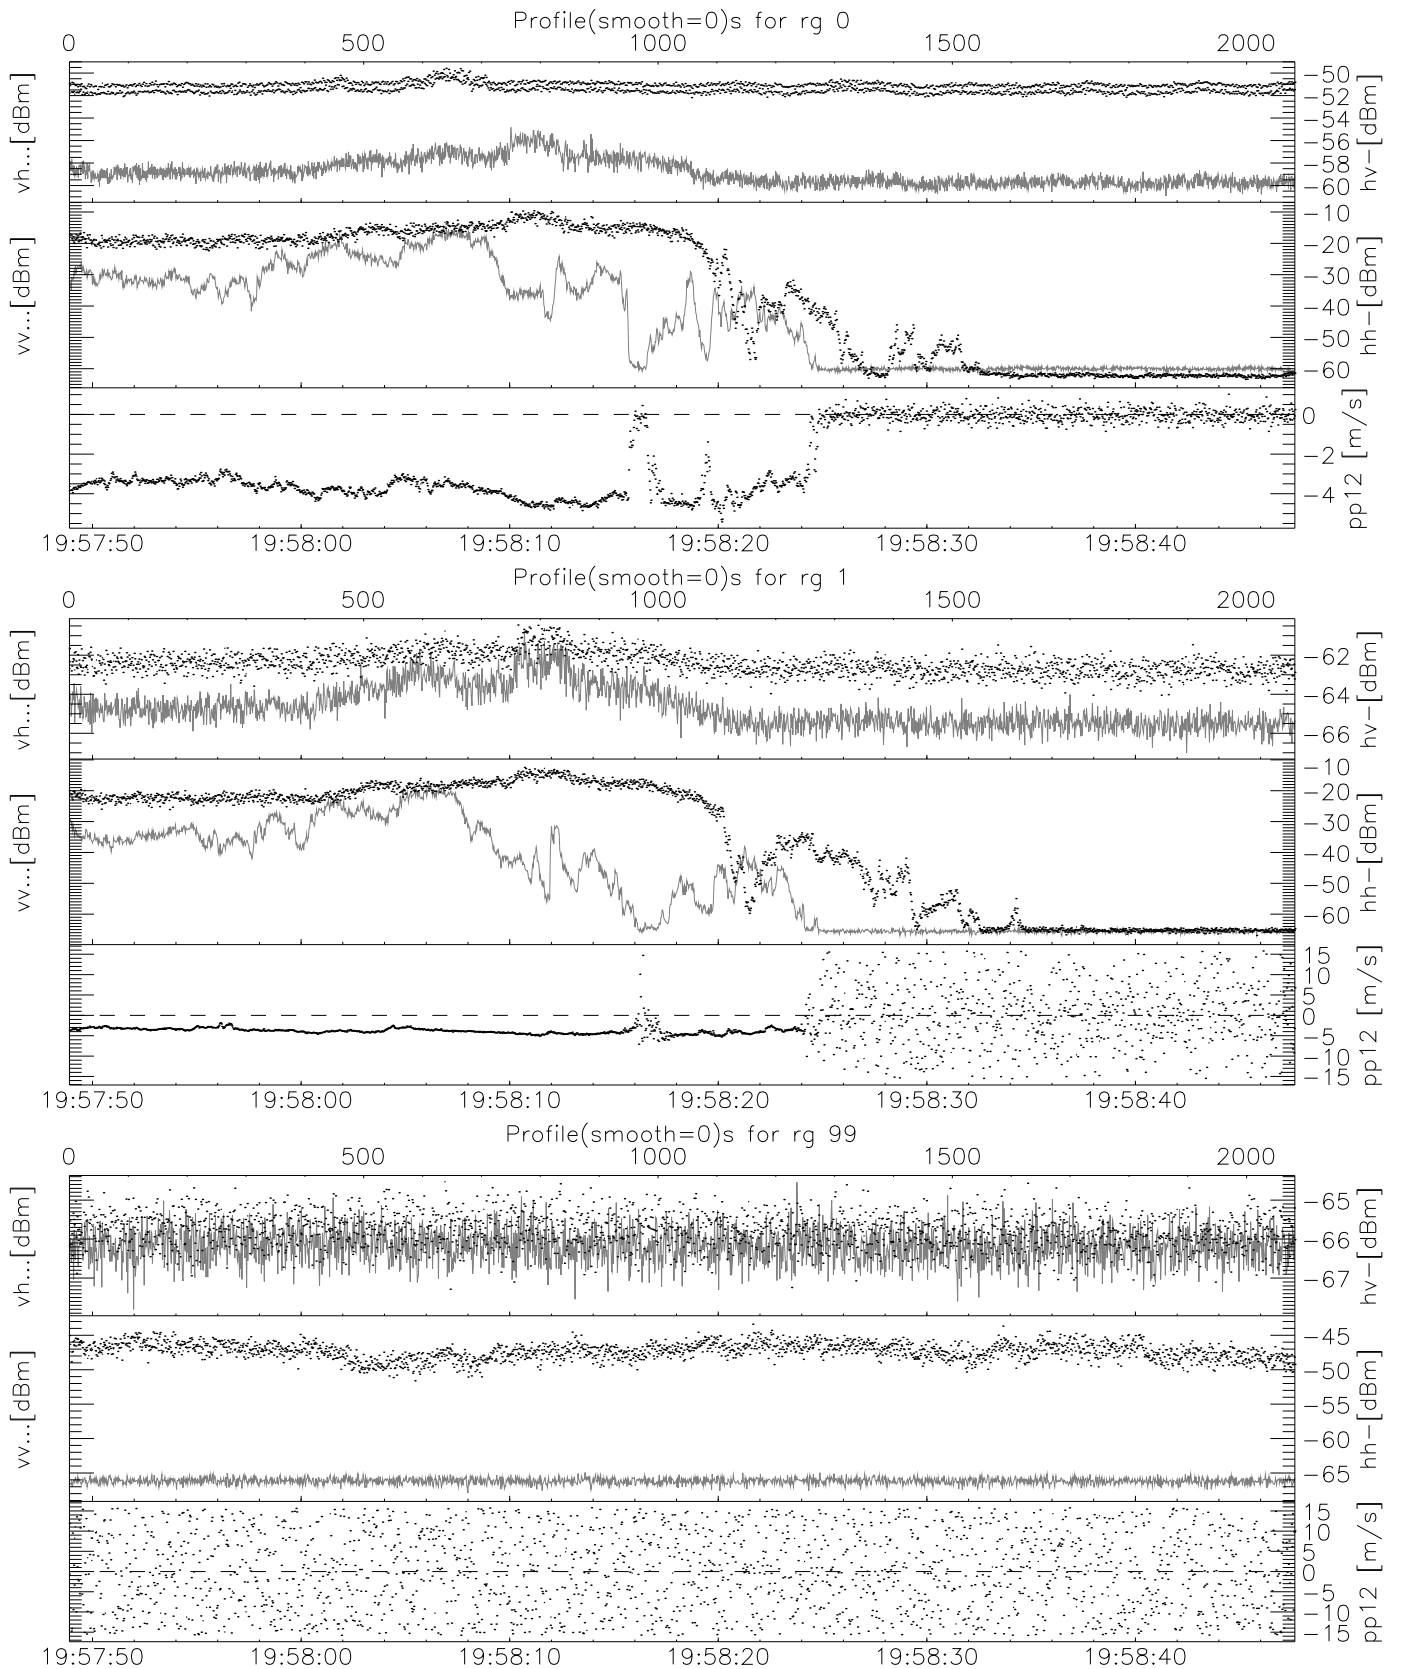 Profile(smooth=0)s for rg 0
0 500 1000 1500 2000
vh...[dBm]
-50
-52
-54
-56
-58
-60
hv-[dBm]
vv...[dBm]
-10
-20
-30
-40
-50
-60
hh-[dBm]
0
-2
-4
pp12 [m/s]
19:57:50 19:58:00 19:58:10 19:58:20 19:58:30 19:58:40
Profile(smooth=0)s for rg 1
0 500 1000 1500 2000
vh...[dBm]
-62
-64
-66
hv-[dBm]
vv...[dBm]
-10
-20
-30
-40
-50
-60
hh-[dBm]
15
10
5
0
-5
-10
-15
pp12 [m/s]
19:57:50 19:58:00 19:58:10 19:58:20 19:58:30 19:58:40
Profile(smooth=0)s for rg 99
0 500 1000 1500 2000
vh...[dBm]
-65
-66
-67
hv-[dBm]
vv...[dBm]
-45
-50
-55
-60
-65
hh-[dBm]
15
10
5
0
-5
-10
-15
pp12 [m/s]
19:57:50 19:58:00 19:58:10 19:58:20 19:58:30 19:58:40